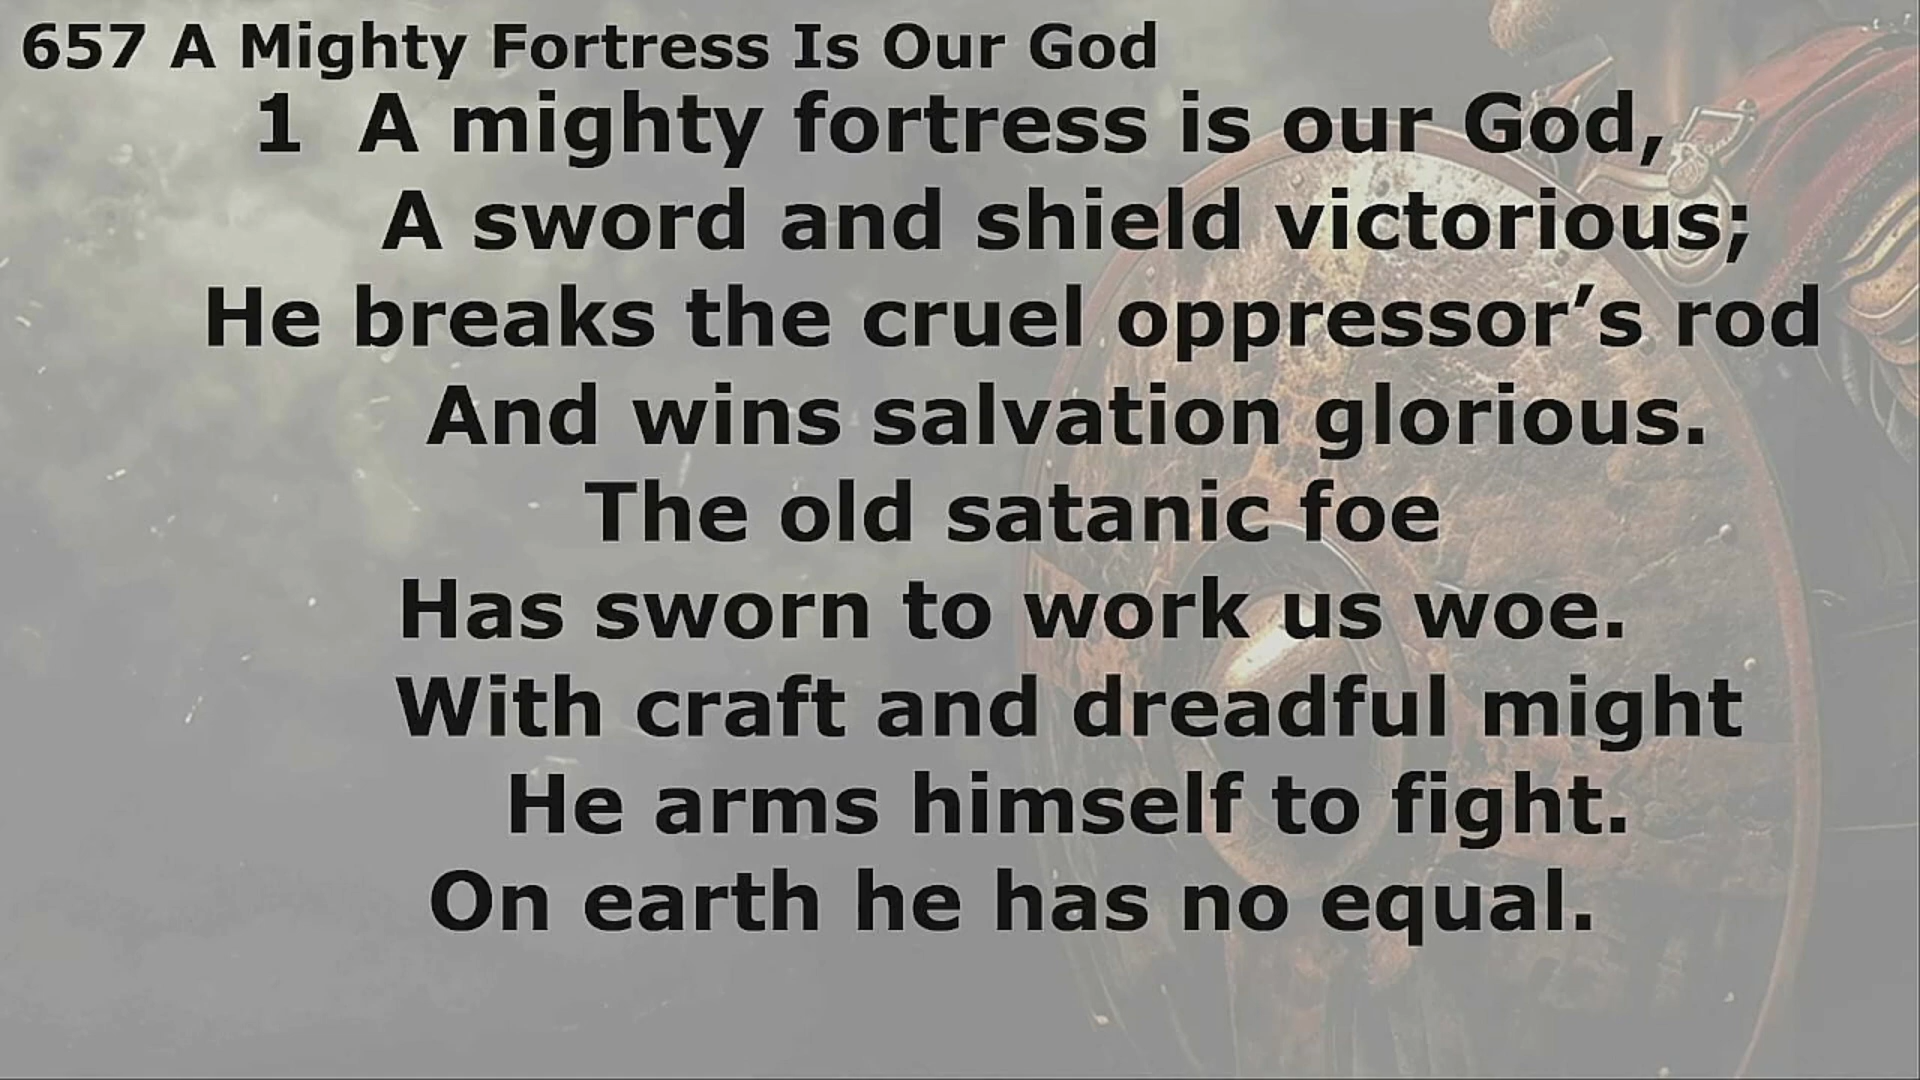 657 A Mighty Fortress Is Our God
1 A mighty fortress is our God,
A sword and shield victorious;
He breaks the cruel oppressor’s rod
And wins salvation glorious.
The old satanic foe
Has sworn to work us woe.
With craft and dreadful might
He arms himself to fight.
On earth he has no equal.